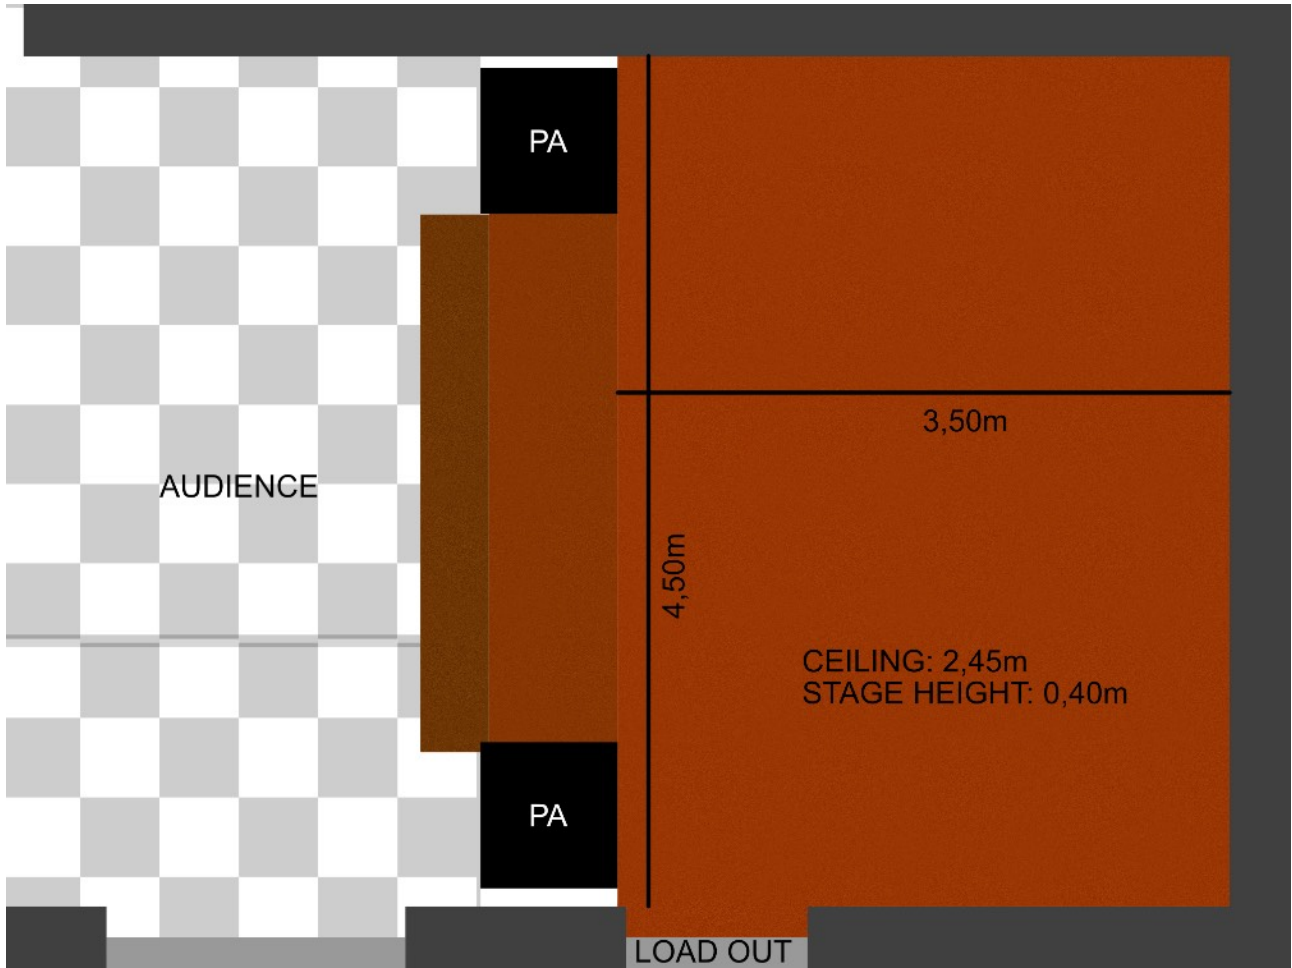 PA
3,50m
AUDIENCE
4,50m
CEILING: 2,45m
STAGE HEIGHT: 0,40m
PA
LOAD OUT